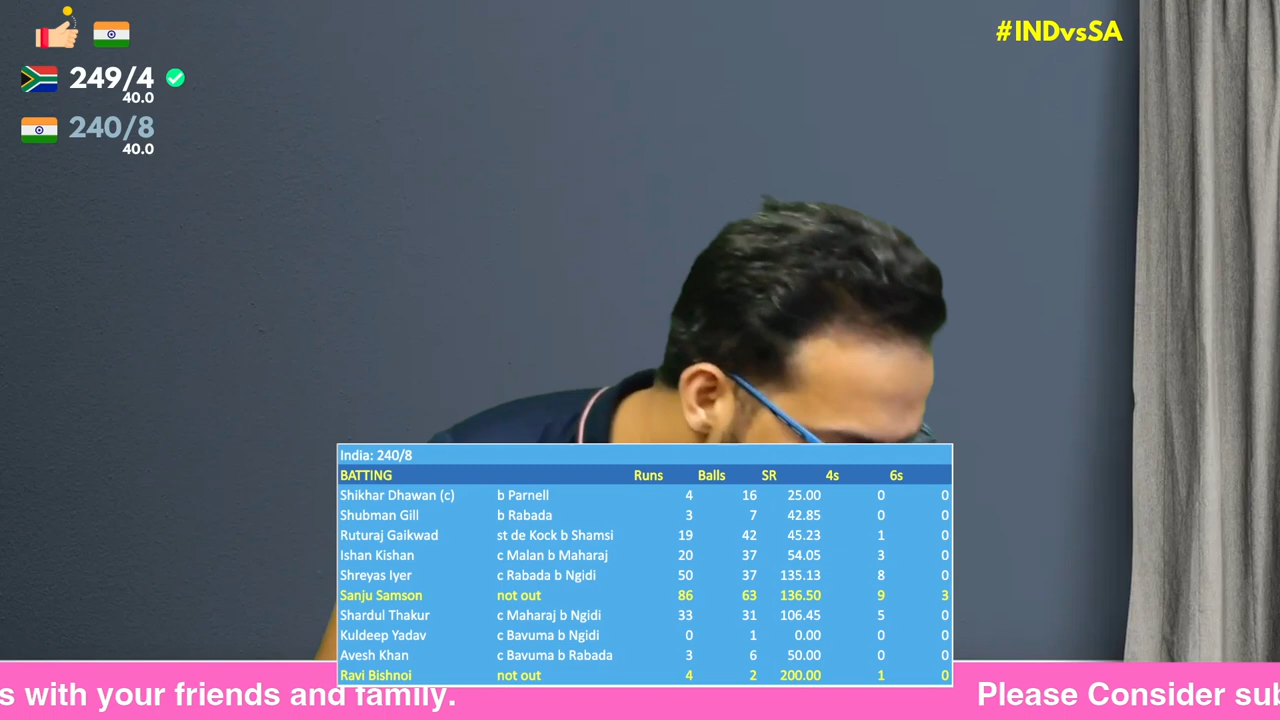 #INDvsSA
249/4
40.0
240/8
40.0
India: 240/8
BATTING Runs Balls SR 4s 6s
Shikhar Dhawan (c) b Parnell 4 16 25.00 0 0
Shubman Gill b Rabada 3 7 42.85 0 0
Ruturaj Gaikwad st de Kock b Shamsi 19 42 45.23 1 0
Ishan Kishan c Malan b Maharaj 20 37 54.05 3 0
Shreyas Iyer c Rabada b Ngidi 50 37 135.13 8 0
Sanju Samson not out 86 63 136.50 9 3
Shardul Thakur c Maharaj b Ngidi 33 31 106.45 5 0
Kuldeep Yadav c Bavuma b Ngidi 0 1 0.00 0 0
Avesh Khan c Bavuma b Rabada 3 6 50.00 0 0
Ravi Bishnoi not out 4 2 200.00 1 0
s with your friends and family. Please Consider sub